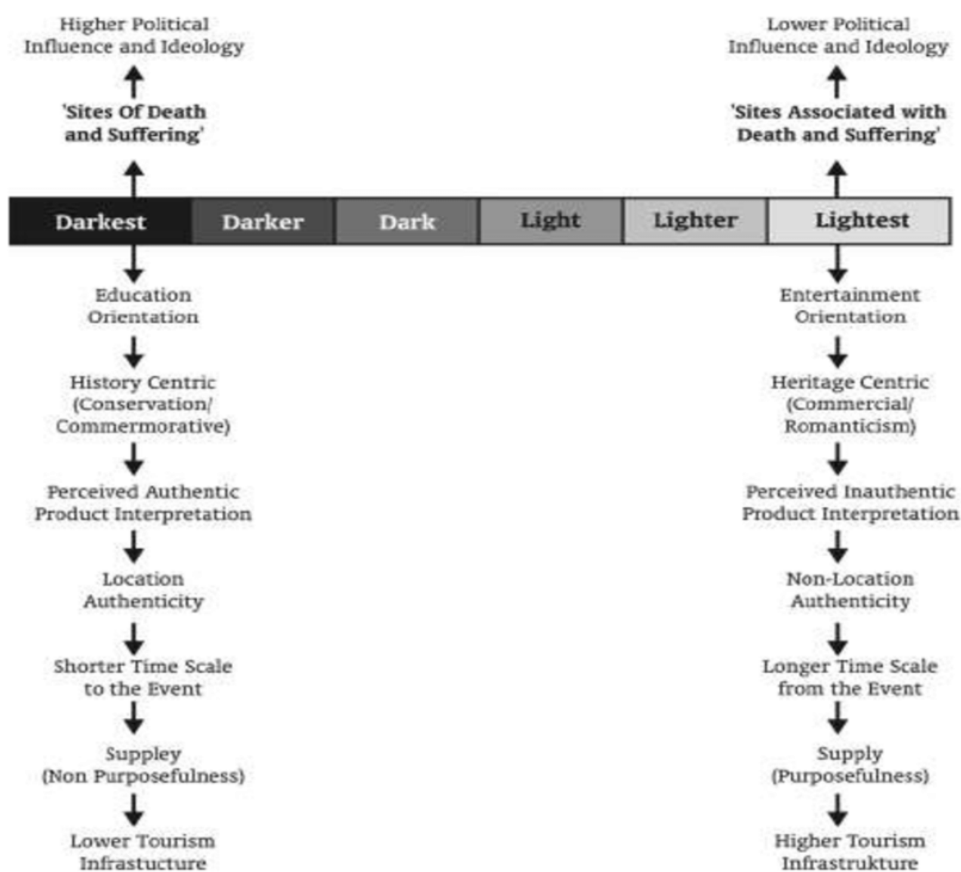 Higher Political
Influence and Ideology
'Sites Of Death
and Suffering'
Lower Political
Influence and Ideology
'Sites Associated with
Death and Suffering'
Darkest
Darker
Dark
Light
Lighter
Lightest
Education
Orientation
History Centric
(Conservation/
Commermorative)
Perceived Authentic
Product Interpretation
Location
Authenticity
Shorter Time Scale
to the Event
Suppley
(Non Purposefulness)
Lower Tourism
Infrastucture
Entertainment
Orientation
Heritage Centric
(Commercial/
Romanticism)
Perceived Inauthentic
Product Interpretation
Non-Location
Authenticity
Longer Time Scale
from the Event
Supply
(Purposefulness)
Higher Tourism
Infrastrukture